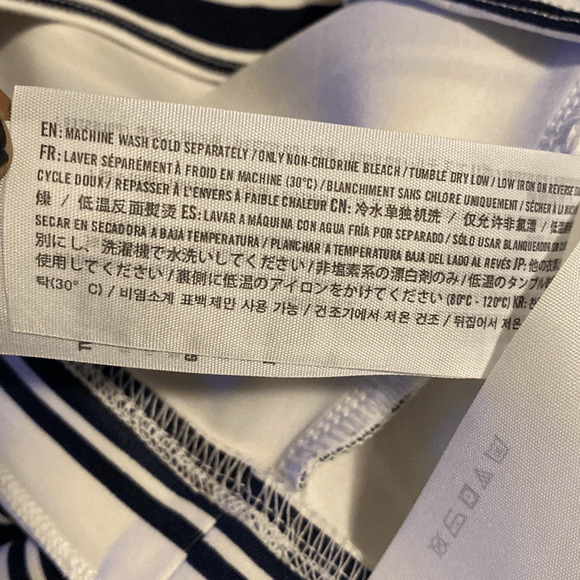 EN: MACHINE WASH COLD SEPARATELY / ONLY NON-CHLORINE BLEACH / TUMBLE DRY LOW / LOW IRON ON REVERSE
FR: LAVER SÉPARÉMENT À FROID EN MACHINE (30°C) / BLANCHIMENT SANS CHLORE UNIQUEMENT / SÉCHER À LA
CYCLE DOUX / REPASSER À L'ENVERS À FAIBLE CHALEUR CN: 冷水单独机洗 / 仅允许非氯漂 / 低温
燥 / 低温反面熨烫 ES: LAVAR A MÁQUINA CON AGUA FRÍA POR SEPARADO / SÓLO USAR BLANQUEADOR SIN
SECAR EN SECADORA A BAJA TEMPERATURA / PLANCHAR A TEMPERATURA BAJA DEL LADO AL REVÉS JP: 他の衣類
別にし、洗濯機で水洗いしてください / 非塩素系の漂白剤のみ / 低温のタンブル
使用してください / 裏側に低温のアイロンをかけてください (80°C - 120°C) KR:
탁(30° C) / 비염소계 표백제만 사용 가능 / 건조기에서 저온 건조 / 뒤집어서 저온